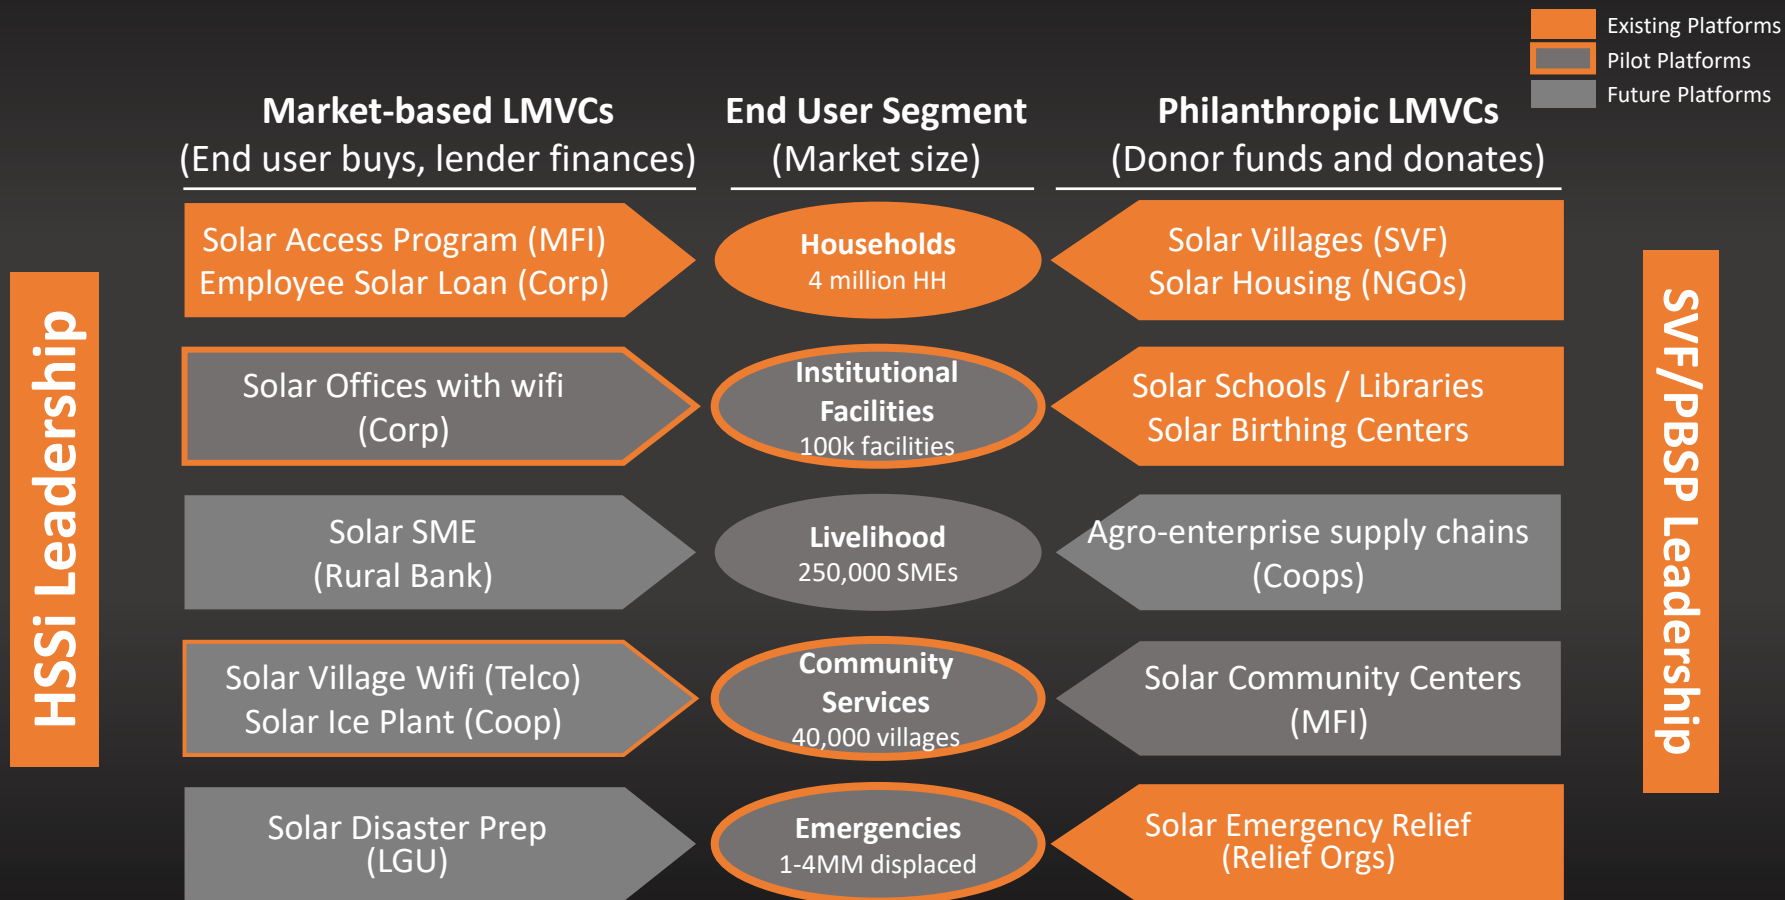 Existing Platforms
Pilot Platforms
Future Platforms
Market-based LMVCs
(End user buys, lender finances)
End User Segment
(Market size)
Philanthropic LMVCs
(Donor funds and donates)
HSSi Leadership
Solar Access Program (MFI)
Employee Solar Loan (Corp)
Households
4 million HH
Solar Villages (SVF)
Solar Housing (NGOs)
Solar Offices with wifi
(Corp)
Institutional
Facilities
100k facilities
Solar Schools / Libraries
Solar Birthing Centers
Solar SME
(Rural Bank)
Livelihood
250,000 SMEs
Agro-enterprise supply chains
(Coops)
Solar Village Wifi (Telco)
Solar Ice Plant (Coop)
Community
Services
40,000 villages
Solar Community Centers
(MFI)
Solar Disaster Prep
(LGU)
Emergencies
1-4MM displaced
Solar Emergency Relief
(Relief Orgs)
SVF/PBSP Leadership